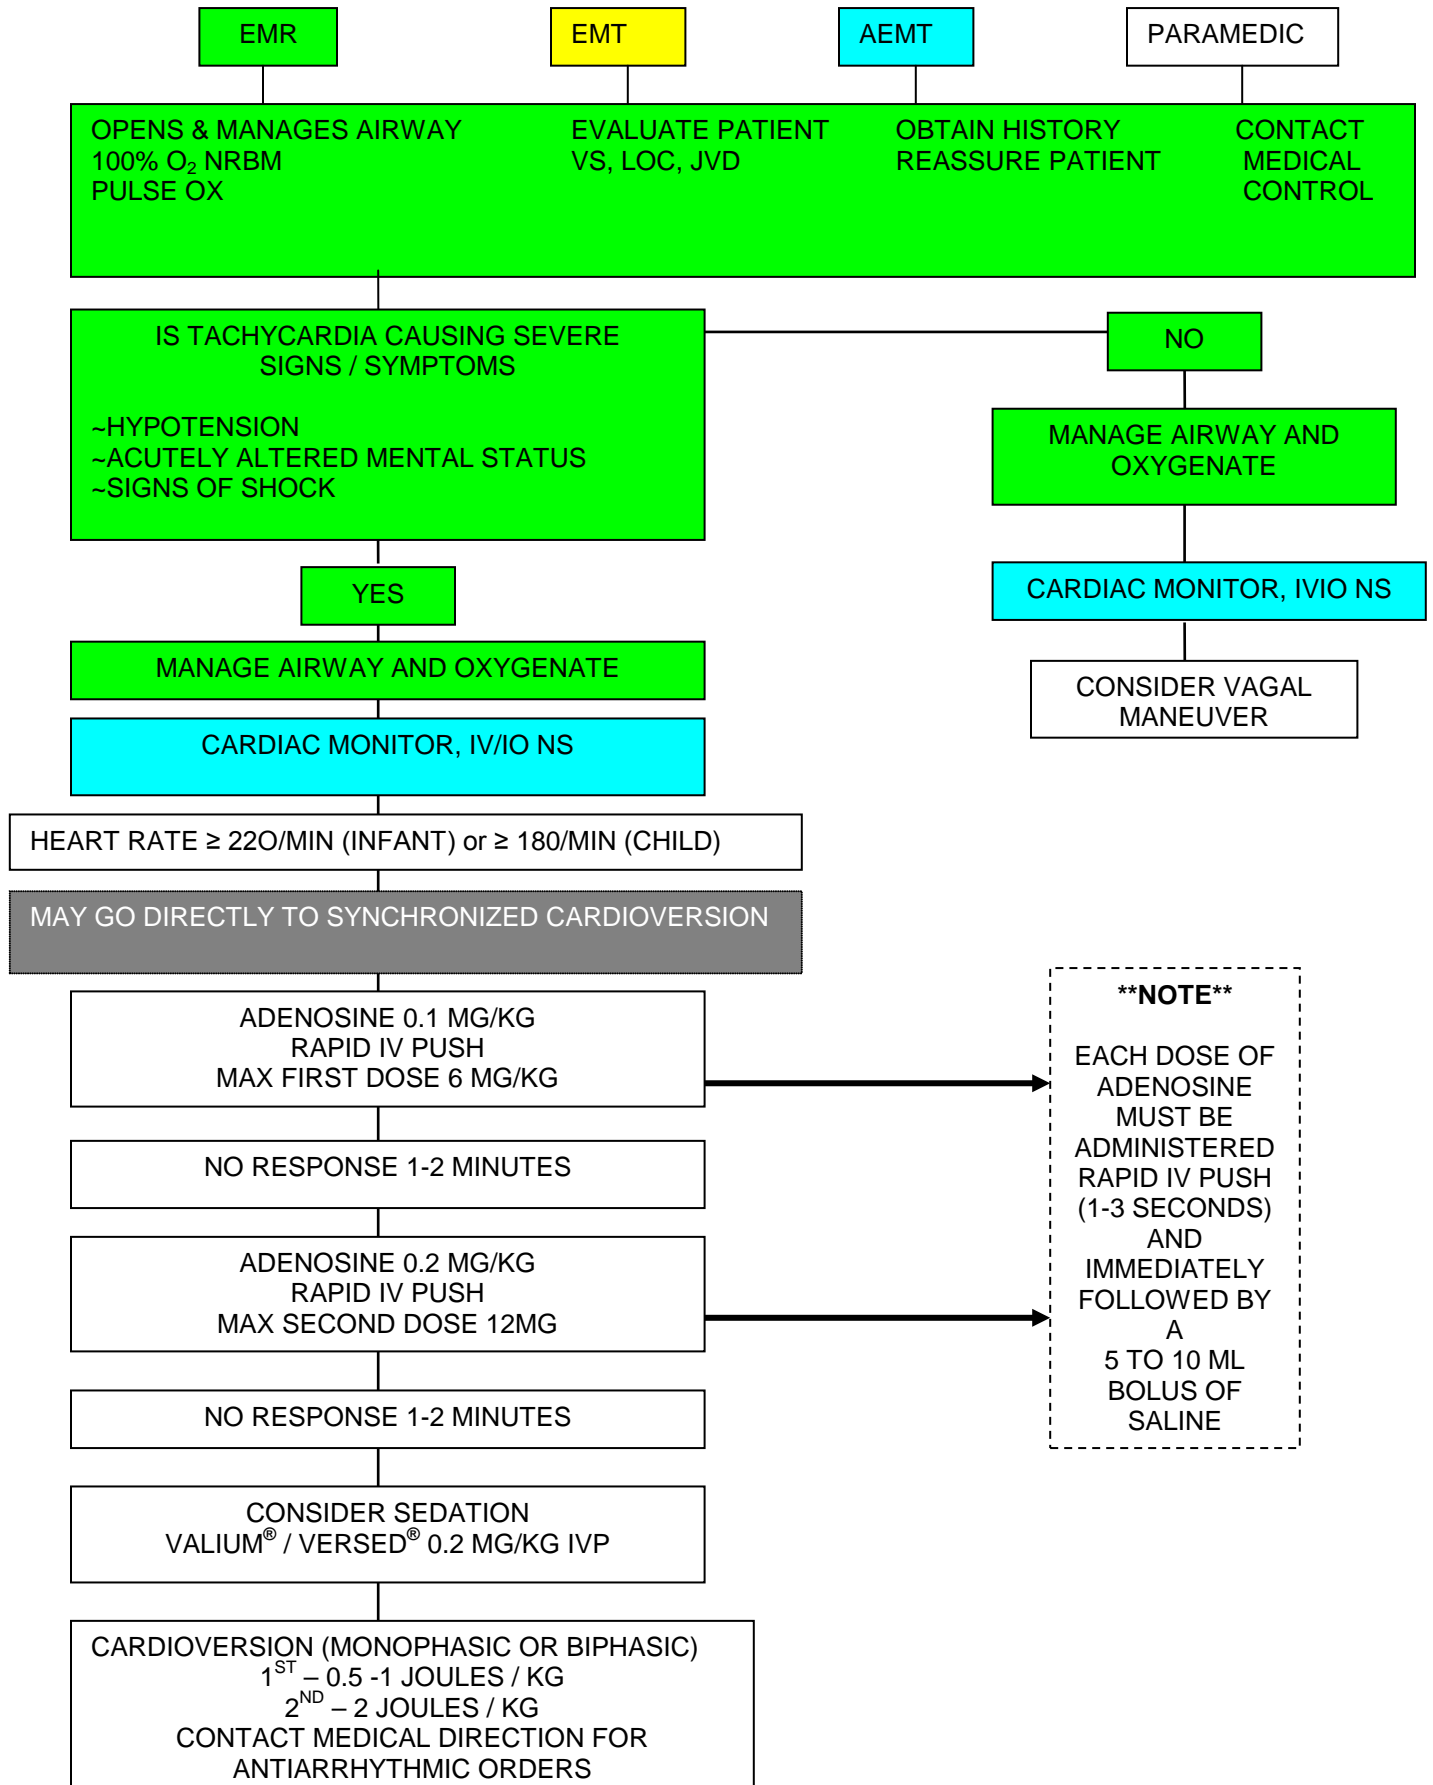 EMR
EMT
AEMT
PARAMEDIC
OPENS & MANAGES AIRWAY
100% O₂ NRBM
PULSE OX
EVALUATE PATIENT
VS, LOC, JVD
OBTAIN HISTORY
REASSURE PATIENT
CONTACT
MEDICAL
CONTROL
IS TACHYCARDIA CAUSING SEVERE
SIGNS / SYMPTOMS
~HYPOTENSION
~ACUTELY ALTERED MENTAL STATUS
~SIGNS OF SHOCK
NO
MANAGE AIRWAY AND
OXYGENATE
CARDIAC MONITOR, IVIO NS
CONSIDER VAGAL
MANEUVER
YES
MANAGE AIRWAY AND OXYGENATE
CARDIAC MONITOR, IV/IO NS
HEART RATE ≥ 22O/MIN (INFANT) or ≥ 180/MIN (CHILD)
MAY GO DIRECTLY TO SYNCHRONIZED CARDIOVERSION
ADENOSINE 0.1 MG/KG
RAPID IV PUSH
MAX FIRST DOSE 6 MG/KG
NO RESPONSE 1-2 MINUTES
ADENOSINE 0.2 MG/KG
RAPID IV PUSH
MAX SECOND DOSE 12MG
NO RESPONSE 1-2 MINUTES
CONSIDER SEDATION
VALIUM® / VERSED® 0.2 MG/KG IVP
CARDIOVERSION (MONOPHASIC OR BIPHASIC)
1ST – 0.5 -1 JOULES / KG
2ND – 2 JOULES / KG
CONTACT MEDICAL DIRECTION FOR
ANTIARRHYTHMIC ORDERS
**NOTE**
EACH DOSE OF
ADENOSINE
MUST BE
ADMINISTERED
RAPID IV PUSH
(1-3 SECONDS)
AND
IMMEDIATELY
FOLLOWED BY
A
5 TO 10 ML
BOLUS OF
SALINE